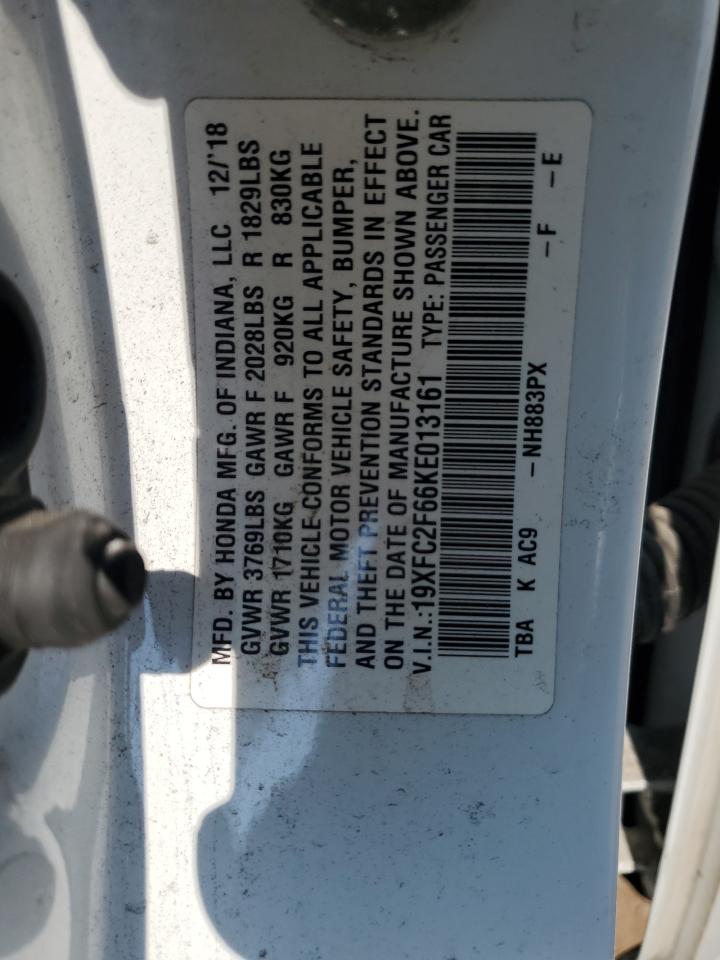 MFD. BY HONDA MFG. OF INDIANA, LLC 12/'18
GVWR 3769LBS GAWR F 2028LBS R 1829LBS
GVWR 1710KG GAWR F 920KG R 830KG
THIS VEHICLE CONFORMS TO ALL APPLICABLE
FEDERAL MOTOR VEHICLE SAFETY, BUMPER,
AND THEFT PREVENTION STANDARDS IN EFFECT
ON THE DATE OF MANUFACTURE SHOWN ABOVE.
V.I.N.:19XFC2F66KE013161 TYPE: PASSENGER CAR
TBA K AC9 -NH883PX -F -E